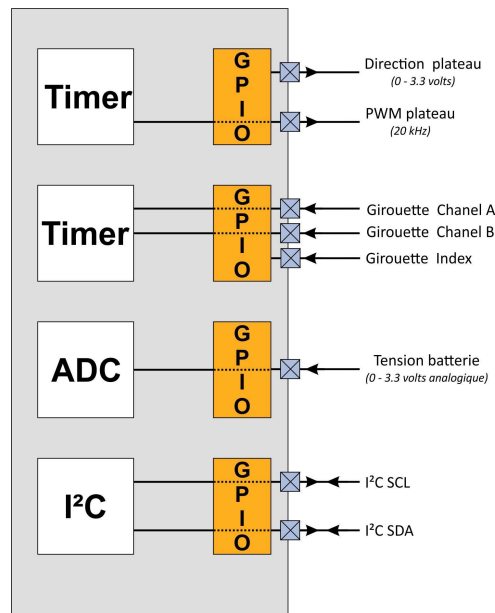 Timer
G
P
I
O
Direction plateau
(0 - 3.3 volts)
PWM plateau
(20 kHz)
Timer
G
P
I
O
Girouette Chanel A
Girouette Chanel B
Girouette Index
ADC
G
P
I
O
Tension batterie
(0 - 3.3 volts analogique)
I²C
G
P
I
O
I²C SCL
I²C SDA